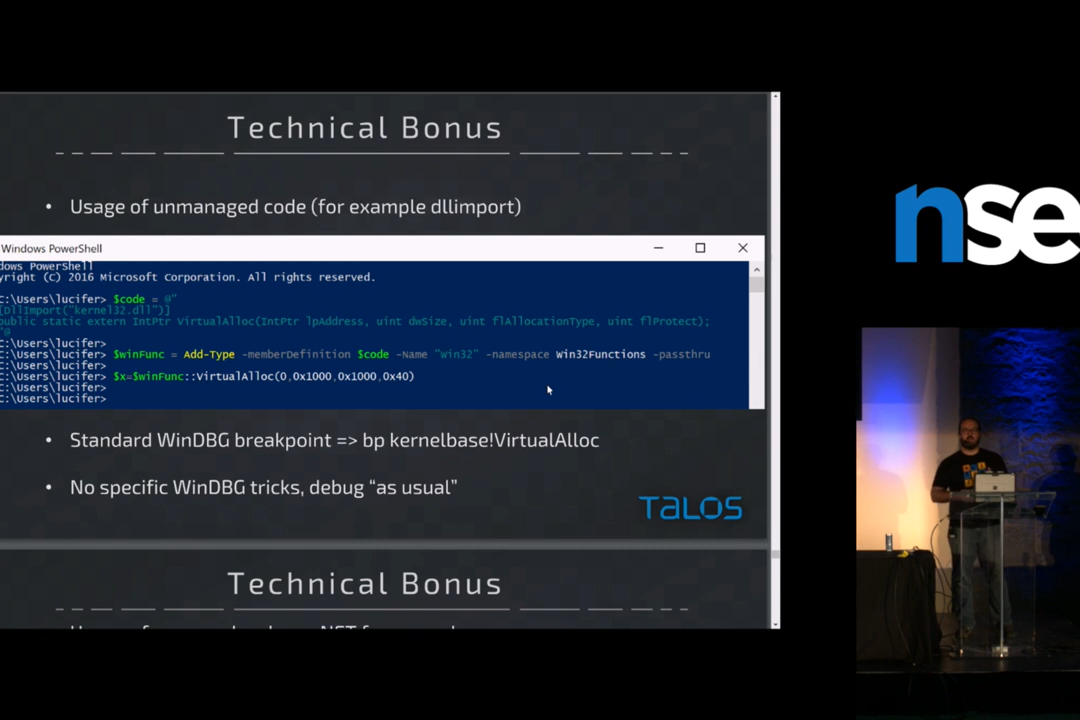 Technical Bonus
• Usage of unmanaged code (for example dllimport)
Windows PowerShell
dows PowerShell
yright (C) 2016 Microsoft Corporation. All rights reserved.
C:\Users\lucifer> $code = @"
[DllImport("kernel32.dll")]
public static extern IntPtr VirtualAlloc(IntPtr lpAddress, uint dwSize, uint flAllocationType, uint flProtect);
"@
C:\Users\lucifer>
C:\Users\lucifer> $winFunc = Add-Type -memberDefinition $code -Name "win32" -namespace Win32Functions -passthru
C:\Users\lucifer>
C:\Users\lucifer> $x=$winFunc::VirtualAlloc(0,0x1000,0x1000,0x40)
C:\Users\lucifer>
C:\Users\lucifer>
• Standard WinDBG breakpoint => bp kernelbase!VirtualAlloc
• No specific WinDBG tricks, debug “as usual”
TALOS
Technical Bonus
nse